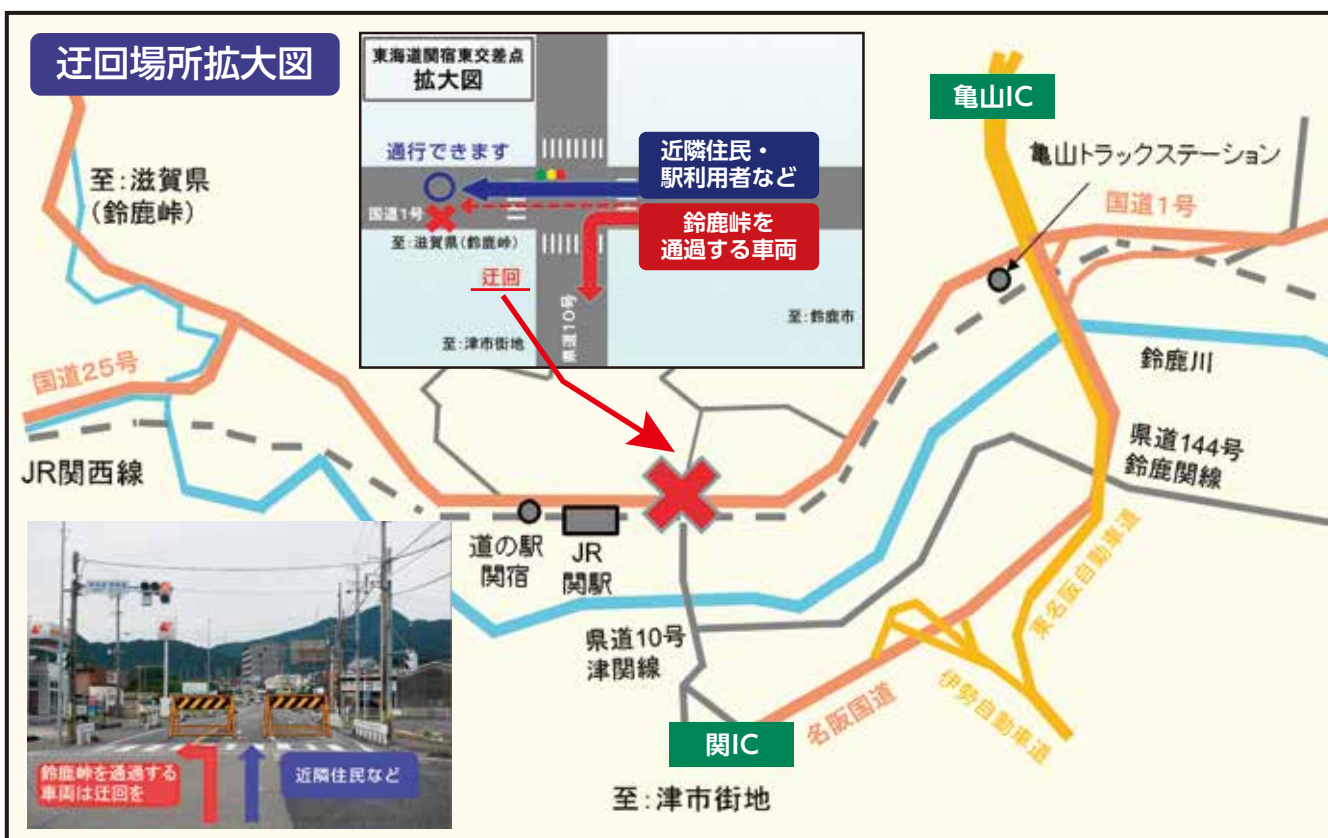 迂回場所拡大図
東海道関宿東交差点
拡大図
通行できます
近隣住民・
駅利用者など
国道1号
鈴鹿峠を
通過する車両
至:滋賀県(鈴鹿峠)
迂回
県道10号
至:鈴鹿市
至:津市街地
亀山IC
亀山トラックステーション
国道1号
至:滋賀県
(鈴鹿峠)
国道25号
鈴鹿川
JR関西線
県道144号
鈴鹿関線
道の駅
関宿
JR
関駅
東名阪自動車道
県道10号
津関線
伊勢自動車道
名阪国道
関IC
至:津市街地
鈴鹿峠を通過する
車両は迂回を
近隣住民など